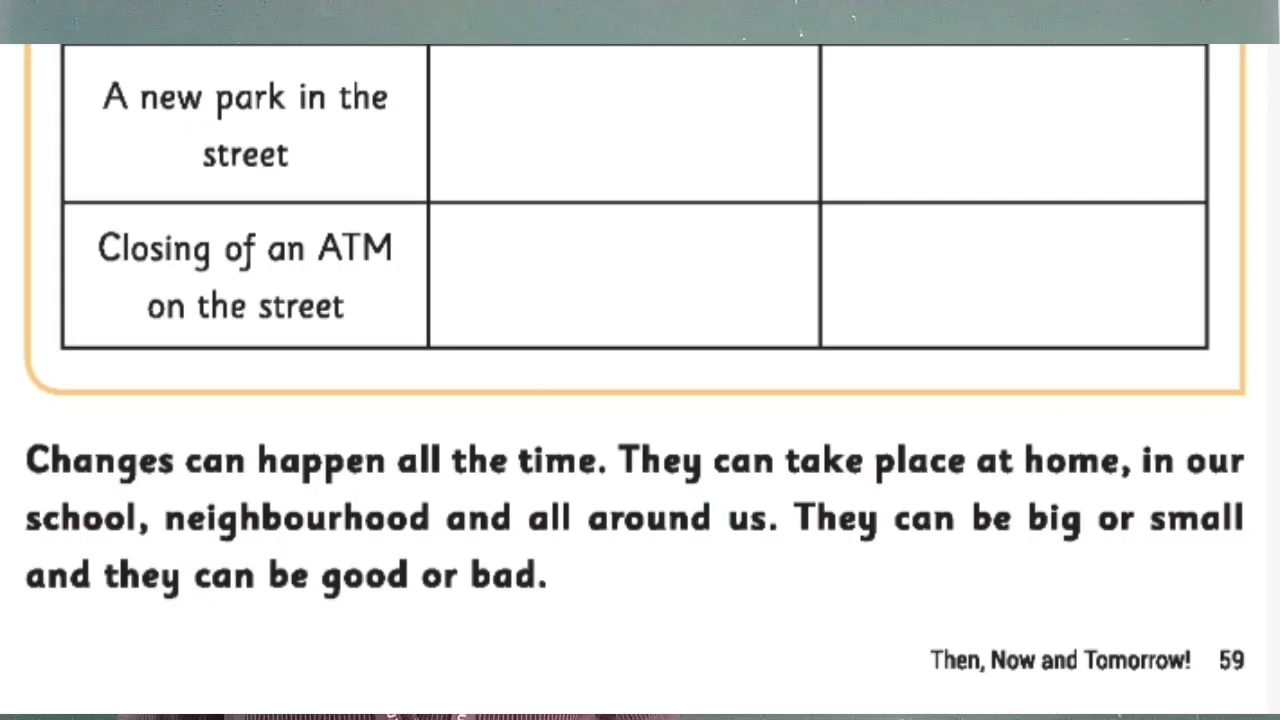 A new park in the
street
Closing of an ATM
on the street
Changes can happen all the time. They can take place at home, in our
school, neighbourhood and all around us. They can be big or small
and they can be good or bad.
Then, Now and Tomorrow! 59